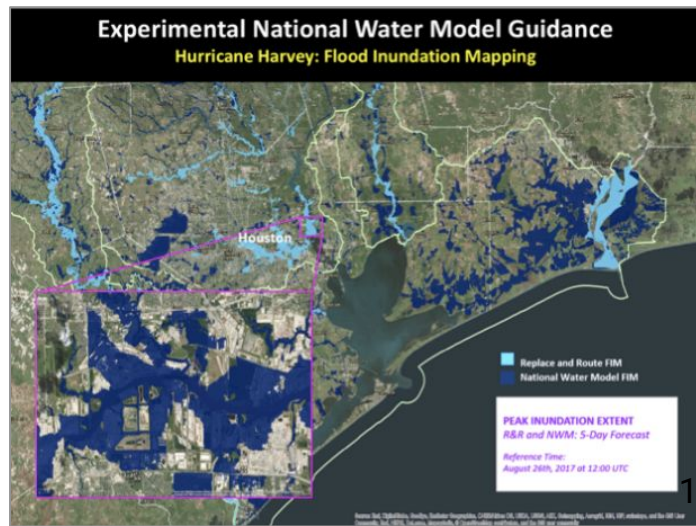 Experimental National Water Model Guidance
Hurricane Harvey: Flood Inundation Mapping
Houston
Replace and Route FIM
National Water Model FIM
PEAK INUNDATION EXTENT
R&R and NWM: 5-Day Forecast
Reference Time:
August 26th, 2017 at 12:00 UTC
1